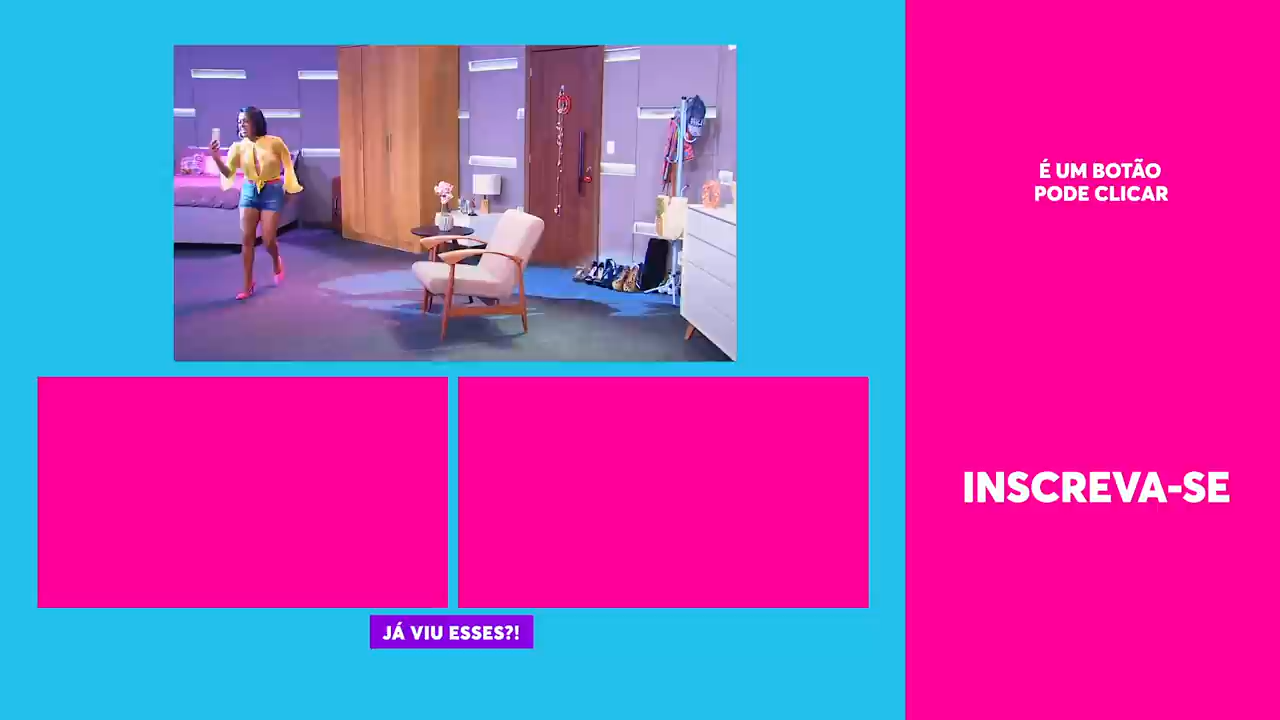 É UM BOTÃO
PODE CLICAR
INSCREVA-SE
JÁ VIU ESSES?!